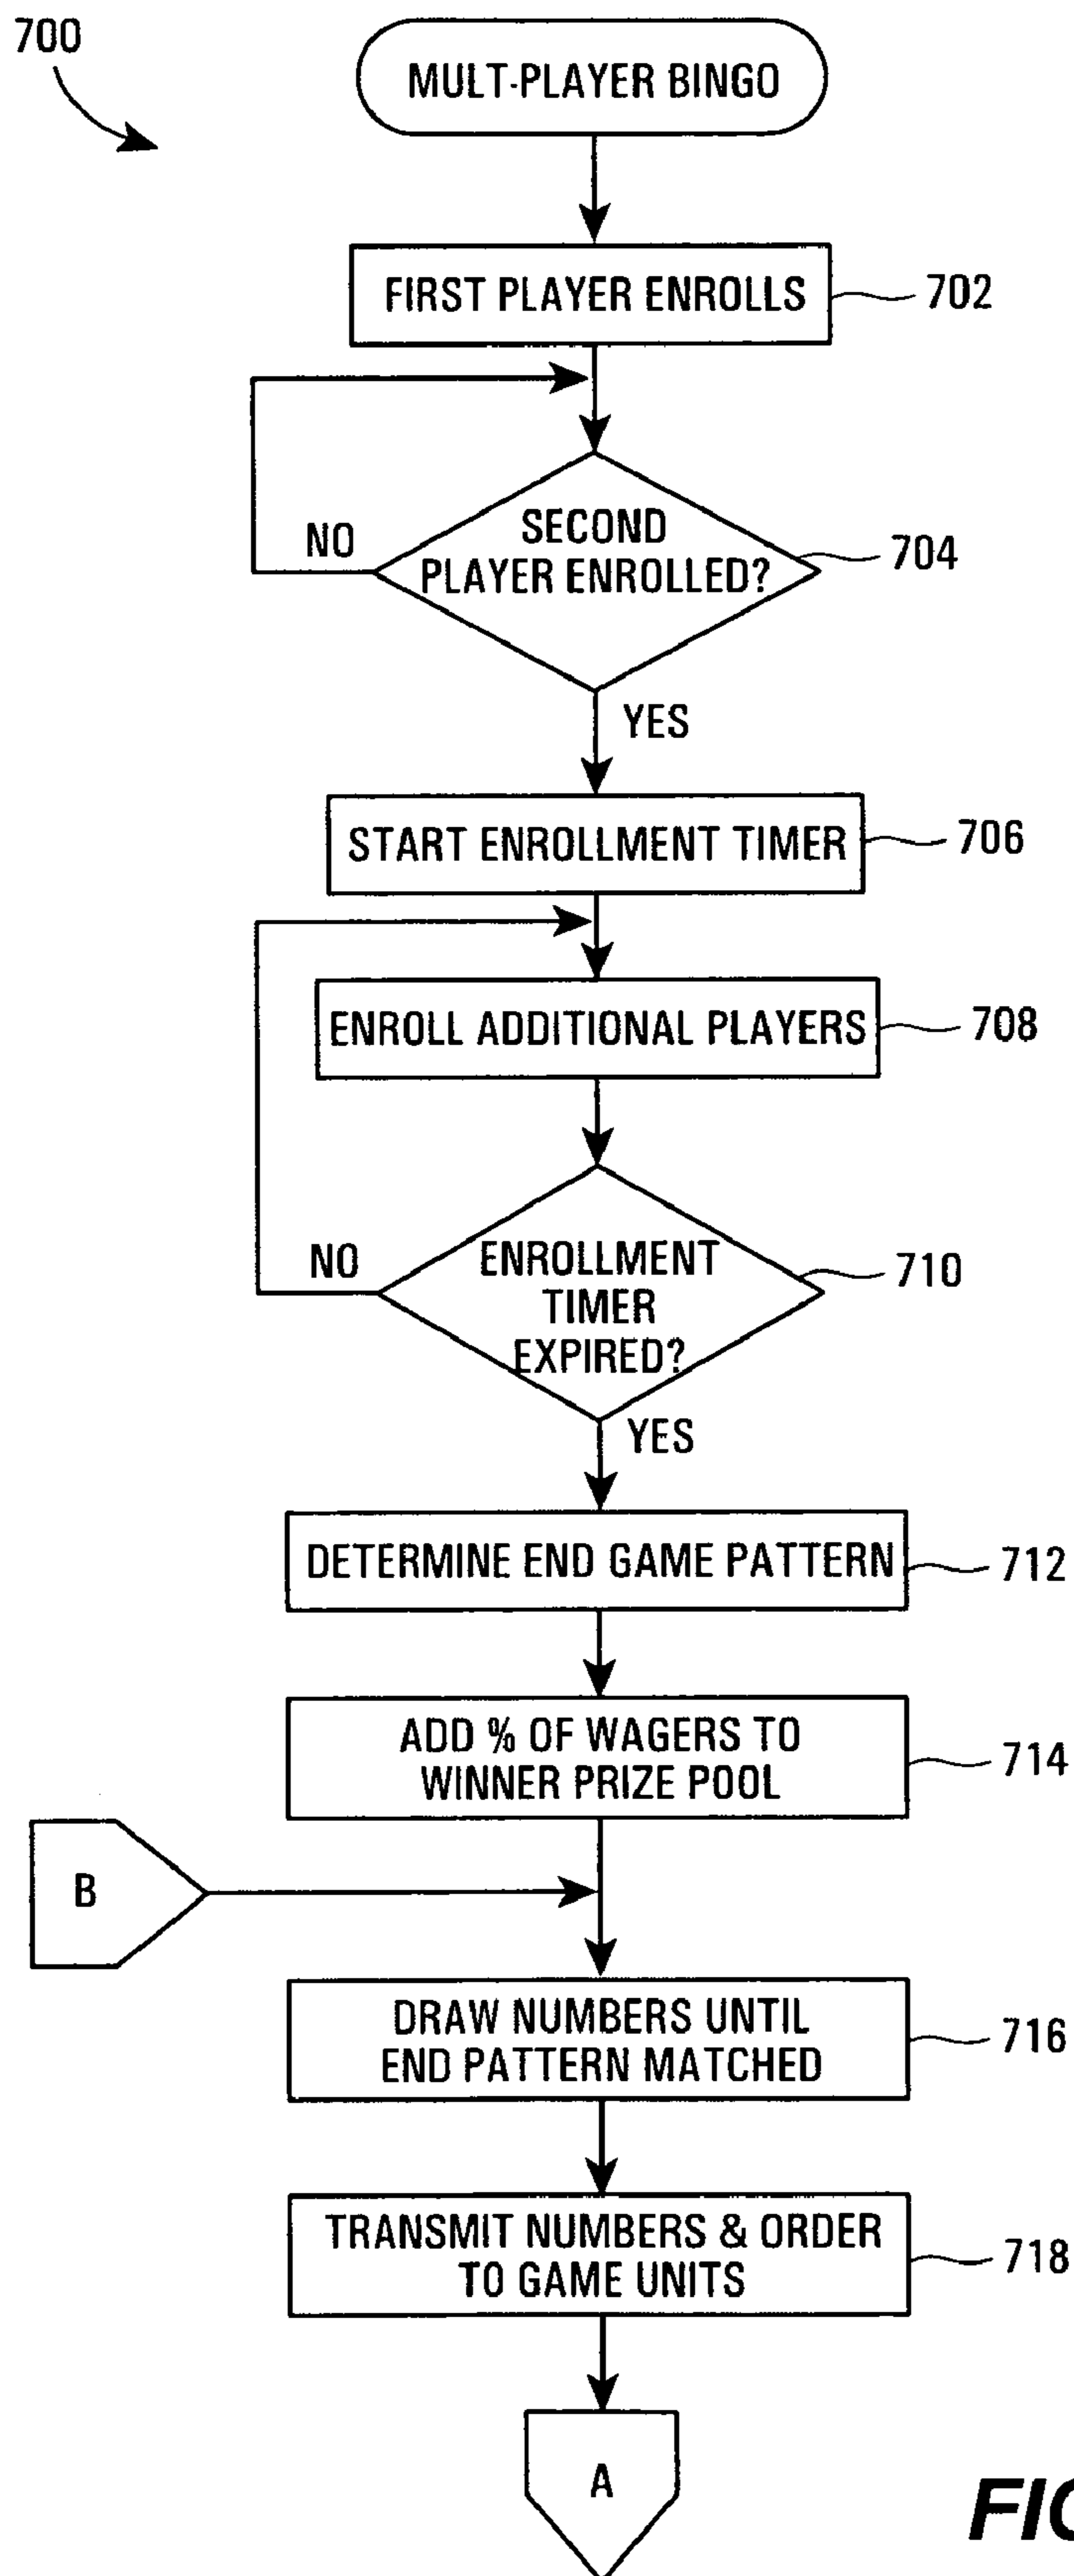 700
MULT-PLAYER BINGO
FIRST PLAYER ENROLLS
702
SECOND
PLAYER ENROLLED?
704
NO
YES
START ENROLLMENT TIMER
706
ENROLL ADDITIONAL PLAYERS
708
ENROLLMENT
TIMER
EXPIRED?
710
NO
YES
DETERMINE END GAME PATTERN
712
ADD % OF WAGERS TO
WINNER PRIZE POOL
714
B
DRAW NUMBERS UNTIL
END PATTERN MATCHED
716
TRANSMIT NUMBERS & ORDER
TO GAME UNITS
718
A